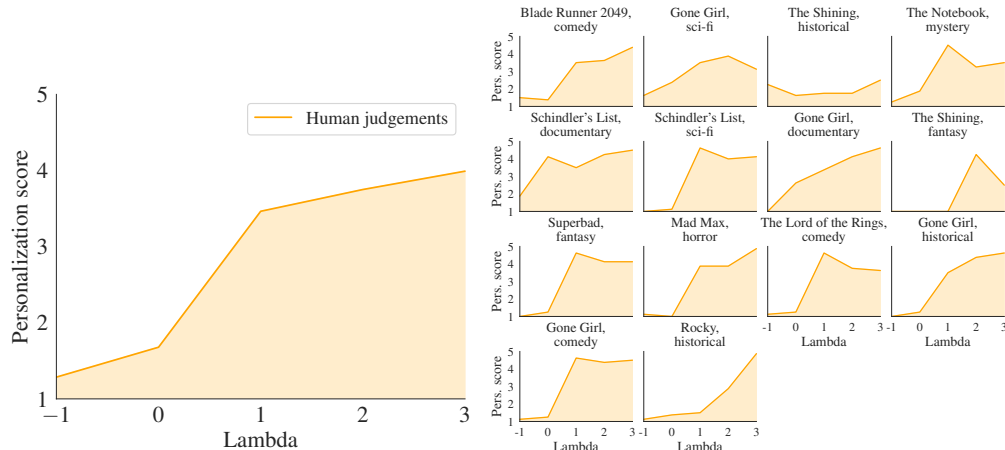 Personalization score
5
4
3
2
1
−1
0
1
2
3
Lambda
Human judgements
Blade Runner 2049,
comedy
Gone Girl,
sci-fi
The Shining,
historical
The Notebook,
mystery
Pers. score
5
4
3
2
1
Schindler's List,
documentary
Schindler's List,
sci-fi
Gone Girl,
documentary
The Shining,
fantasy
Pers. score
5
4
3
2
1
Superbad,
fantasy
Mad Max,
horror
The Lord of the Rings,
comedy
Gone Girl,
historical
Pers. score
5
4
3
2
1
-1 0 1 2 3
Lambda
-1 0 1 2 3
Lambda
Gone Girl,
comedy
Rocky,
historical
Pers. score
5
4
3
2
1
-1 0 1 2 3
Lambda
-1 0 1 2 3
Lambda